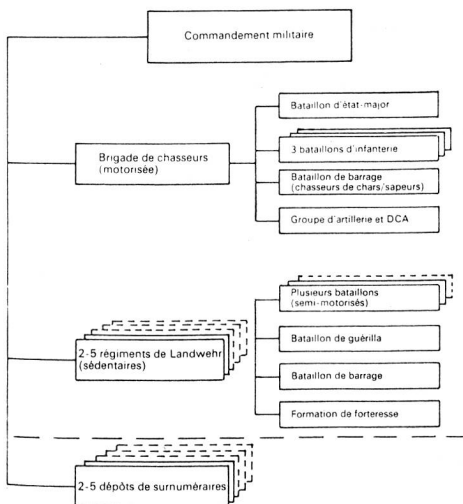 Commandement militaire
Brigade de chasseurs
(motorisée)
Bataillon d'état-major
3 bataillons d'infanterie
Bataillon de barrage
(chasseurs de chars/sapeurs)
Groupe d'artillerie et DCA
2-5 régiments de Landwehr
(sédentaires)
Plusieurs bataillons
(semi-motorisés)
Bataillon de guérilla
Bataillon de barrage
Formation de forteresse
2-5 dépôts de surnuméraires